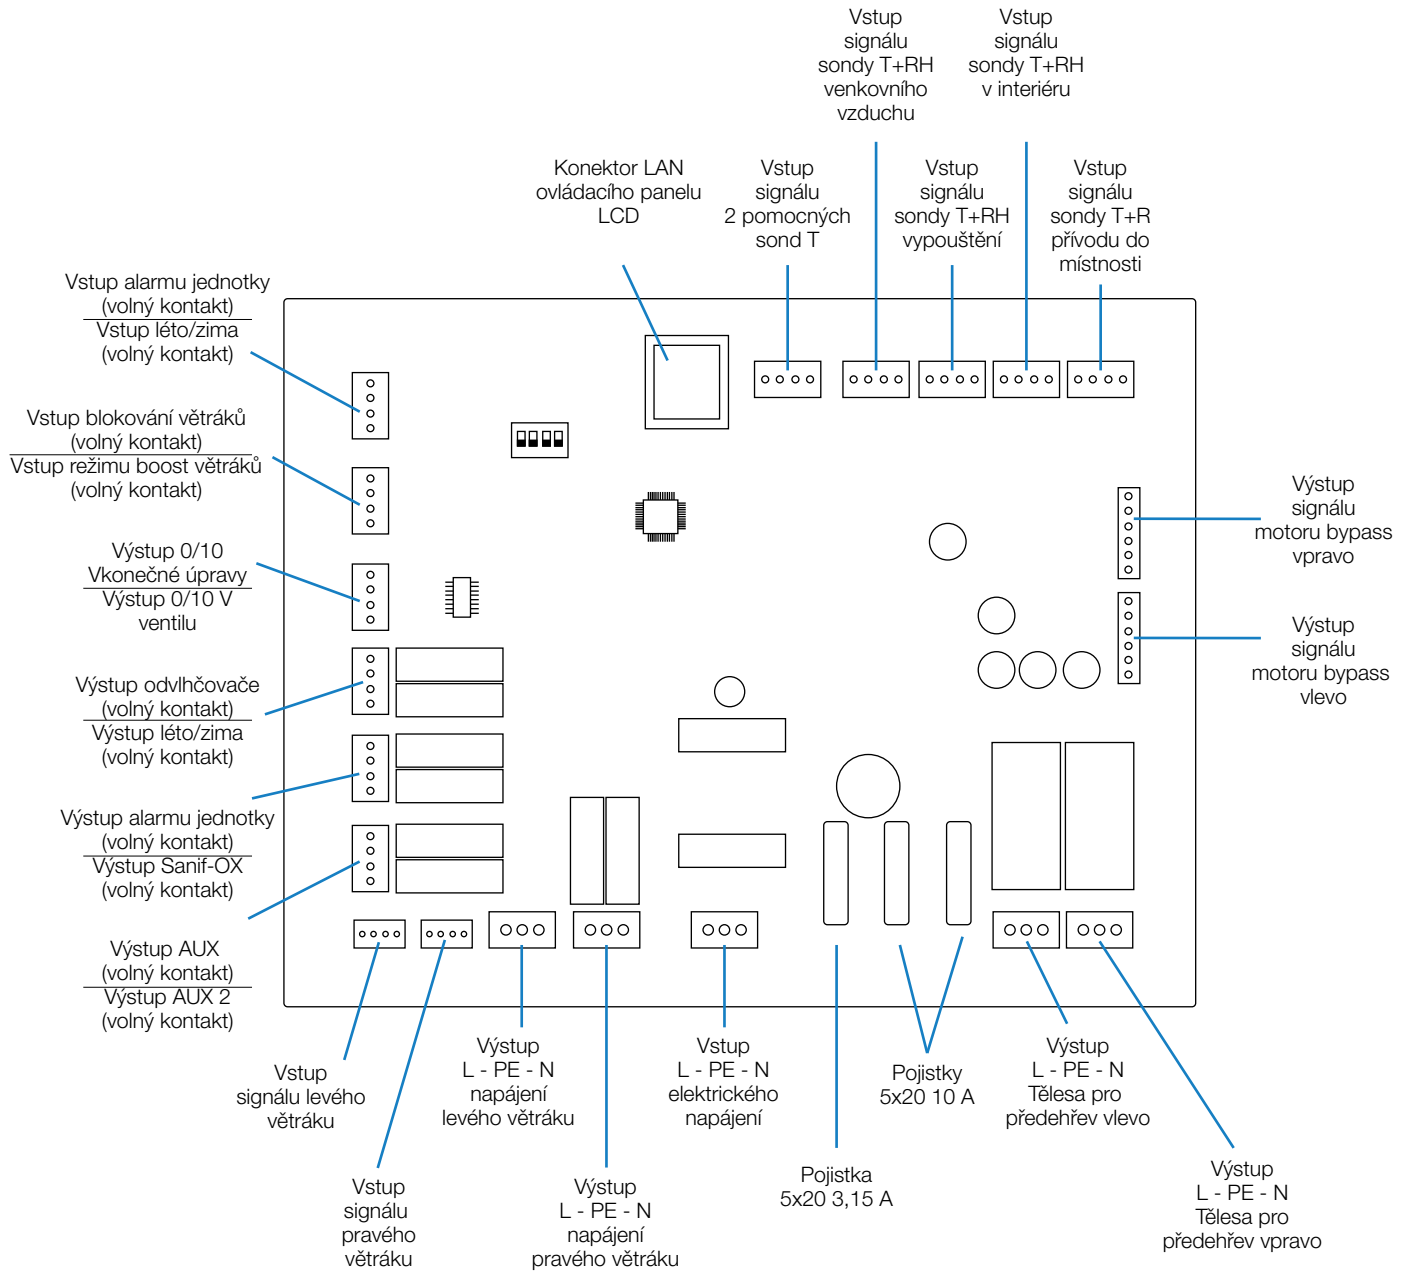 Vstup
signálu
sondy T+RH
venkovního
vzduchu
Vstup
signálu
sondy T+RH
v interiéru
Konektor LAN
ovládacího panelu
LCD
Vstup
signálu
2 pomocných
sond T
Vstup
signálu
sondy T+RH
vypouštění
Vstup
signálu
sondy T+R
přívodu do
místnosti
Vstup alarmu jednotky
(volný kontakt)
Vstup léto/zima
(volný kontakt)
Vstup blokování větráků
(volný kontakt)
Vstup režimu boost větráků
(volný kontakt)
Výstup 0/10
Vkonečné úpravy
Výstup 0/10 V
ventilu
Výstup odvlhčovače
(volný kontakt)
Výstup léto/zima
(volný kontakt)
Výstup alarmu jednotky
(volný kontakt)
Výstup Sanif-OX
(volný kontakt)
Výstup AUX
(volný kontakt)
Výstup AUX 2
(volný kontakt)
Výstup
signálu
motoru bypass
vpravo
Výstup
signálu
motoru bypass
vlevo
Vstup
signálu levého
větráku
Vstup
signálu
pravého
větráku
Výstup
L - PE - N
napájení
levého větráku
Výstup
L - PE - N
napájení
pravého větráku
Vstup
L - PE - N
elektrického
napájení
Pojistka
5x20 3,15 A
Pojistky
5x20 10 A
Výstup
L - PE - N
Tělesa pro
předehřev vlevo
Výstup
L - PE - N
Tělesa pro
předehřev vpravo